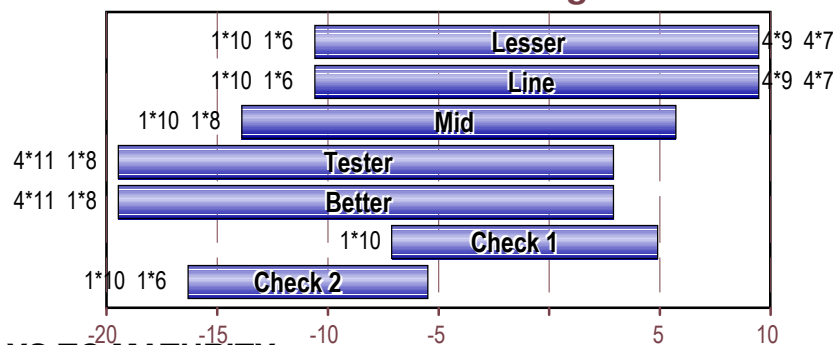 1*10 1*6 Lesser 4*9 4*7
1*10 1*6 Line 4*9 4*7
1*10 1*8 Mid
4*11 1*8 Tester
4*11 1*8 Better
1*10 Check 1
1*10 1*6 Check 2
-20 -15 -10 -5 5 10
TO MATURITY